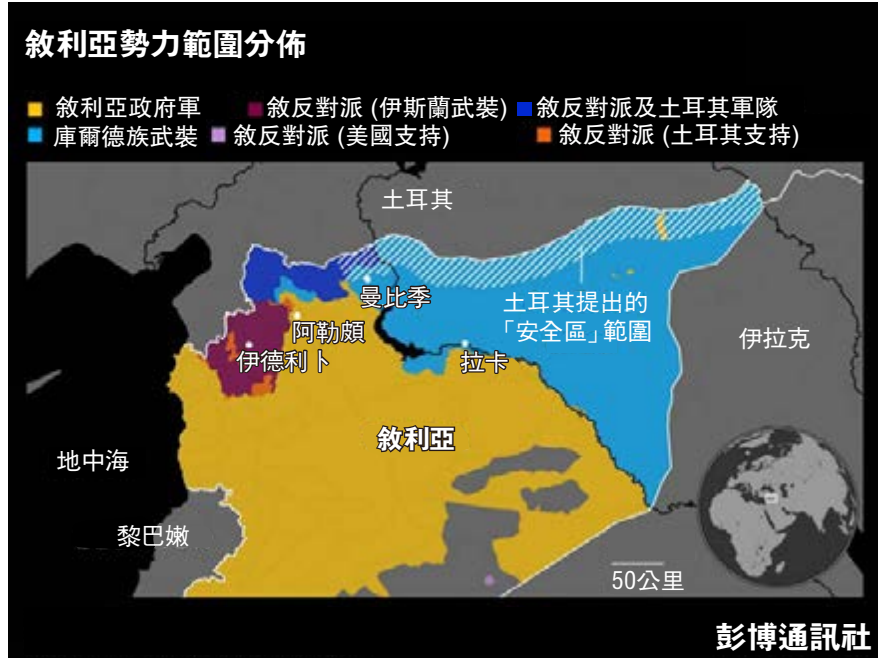 敘利亞勢力範圍分佈
敘利亞政府軍 敘反對派 (伊斯蘭武裝) 敘反對派及土耳其軍隊
庫爾德族武裝 敘反對派 (美國支持) 敘反對派 (土耳其支持)
土耳其
曼比季
土耳其提出的
「安全區」範圍
阿勒頗
伊拉克
伊德利卜
拉卡
敘利亞
地中海
黎巴嫩
50公里
彭博通訊社